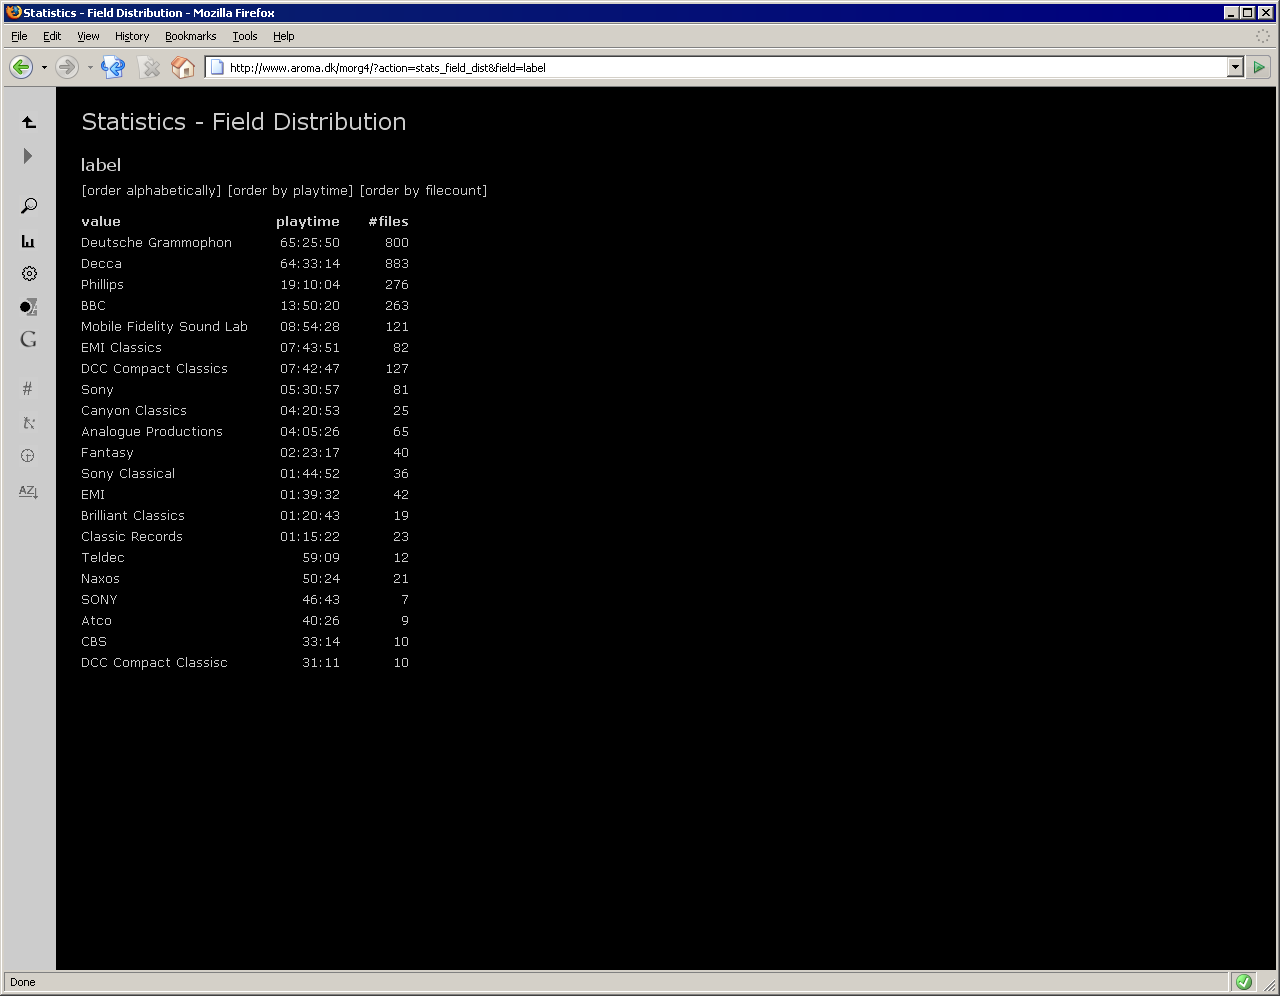 Statistics - Field Distribution - Mozilla Firefox
File Edit View History Bookmarks Tools Help
http://www.aroma.dk/morg4/?action=stats_field_dist&field=label
Statistics - Field Distribution
label
[order alphabetically] [order by playtime] [order by filecount]
value playtime #files
Deutsche Grammophon 65:25:50 800
Decca 64:33:14 883
Phillips 19:10:04 276
BBC 13:50:20 263
Mobile Fidelity Sound Lab 08:54:28 121
EMI Classics 07:43:51 82
DCC Compact Classics 07:42:47 127
Sony 05:30:57 81
Canyon Classics 04:20:53 25
Analogue Productions 04:05:26 65
Fantasy 02:23:17 40
Sony Classical 01:44:52 36
EMI 01:39:32 42
Brilliant Classics 01:20:43 19
Classic Records 01:15:22 23
Teldec 59:09 12
Naxos 50:24 21
SONY 46:43 7
Atco 40:26 9
CBS 33:14 10
DCC Compact Classisc 31:11 10
G
#
AZ
Done